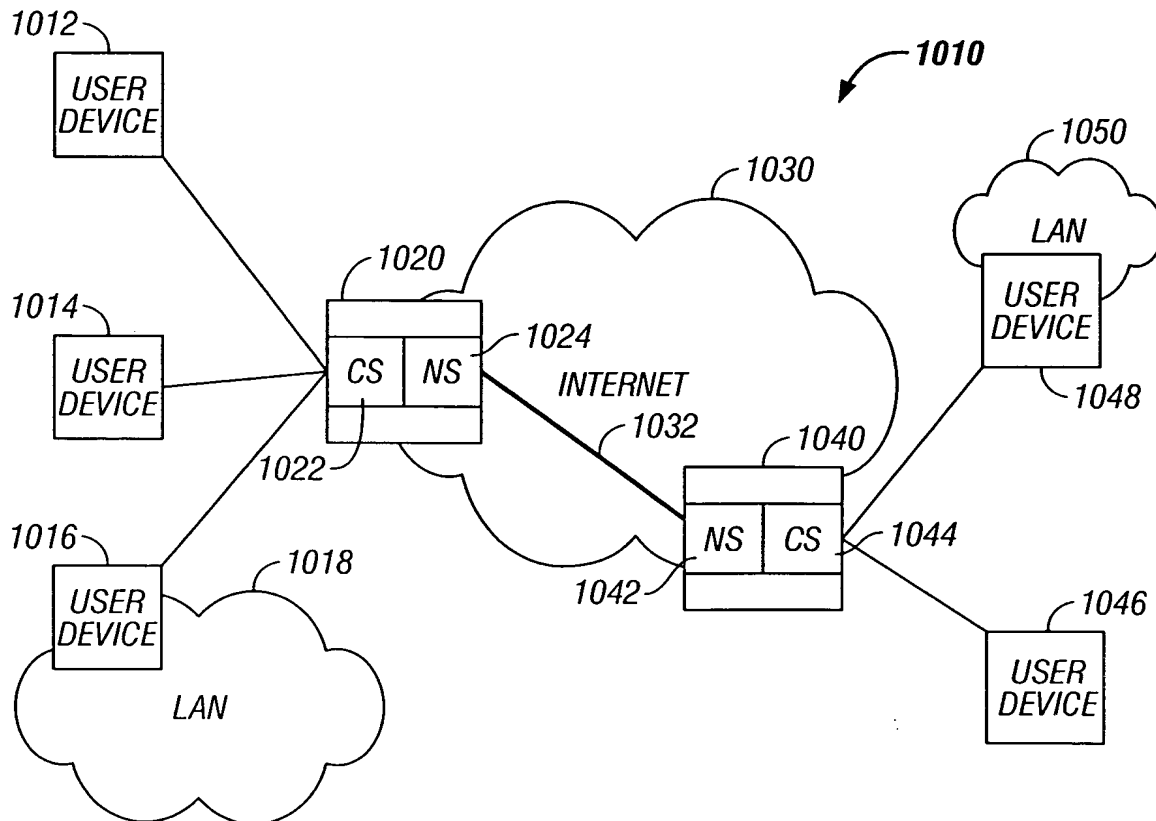 1012
USER
DEVICE
1010
1050
LAN
USER
DEVICE
1048
1030
1020
1014
USER
DEVICE
CS
NS
1024
INTERNET
1032
1022
1040
NS
CS
1044
1042
1016
USER
DEVICE
1018
LAN
1046
USER
DEVICE